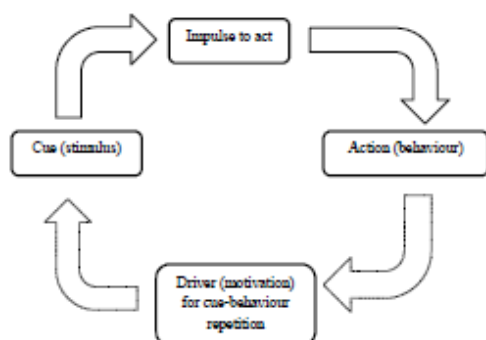 Impulse to act
Cue (stimulus)
Action (behaviour)
Driver (motivation)
for cue-behaviour
repetition